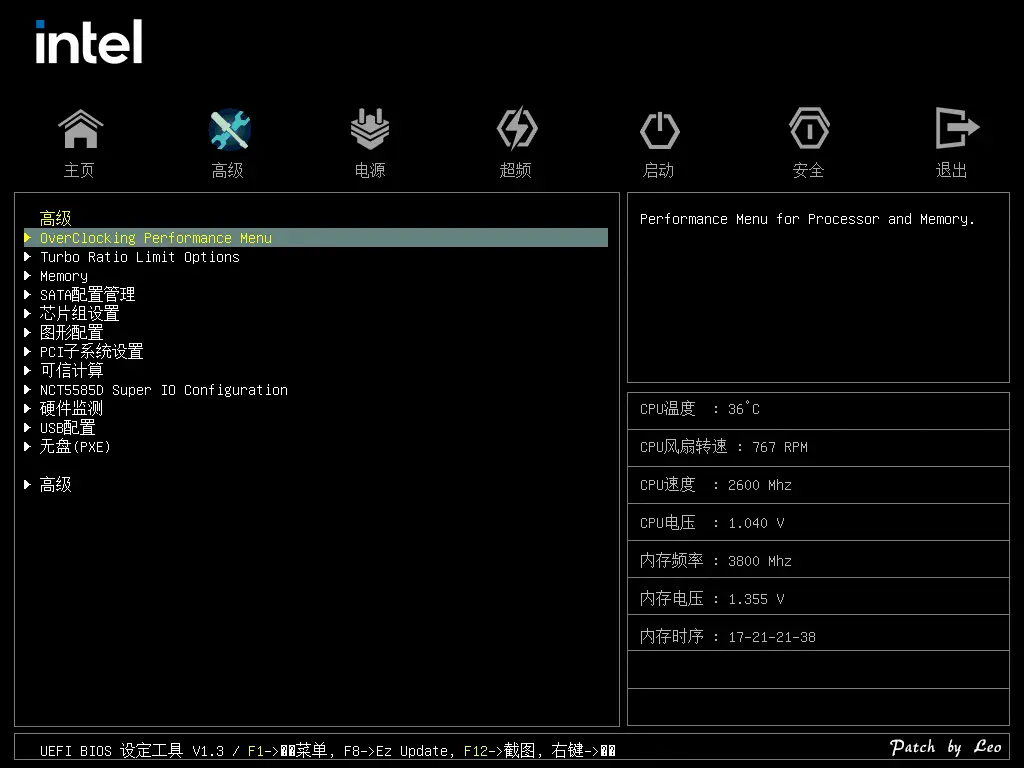 intel
主页 高级 电源 超频 启动 安全 退出
高级
OverClocking Performance Menu
Turbo Ratio Limit Options
Memory
SATA配置管理
芯片组设置
图形配置
PCI子系统设置
可信计算
NCT5585D Super IO Configuration
硬件监测
USB配置
无盘(PXE)
高级
Performance Menu for Processor and Memory.
CPU温度 : 36°C
CPU风扇转速 : 767 RPM
CPU速度 : 2600 Mhz
CPU电压 : 1.040 V
内存频率 : 3800 Mhz
内存电压 : 1.355 V
内存时序 : 17-21-21-38
UEFI BIOS 设定工具 V1.3 / F1->��菜单, F8->Ez Update, F12->截图, 右键->��
Patch by Leo